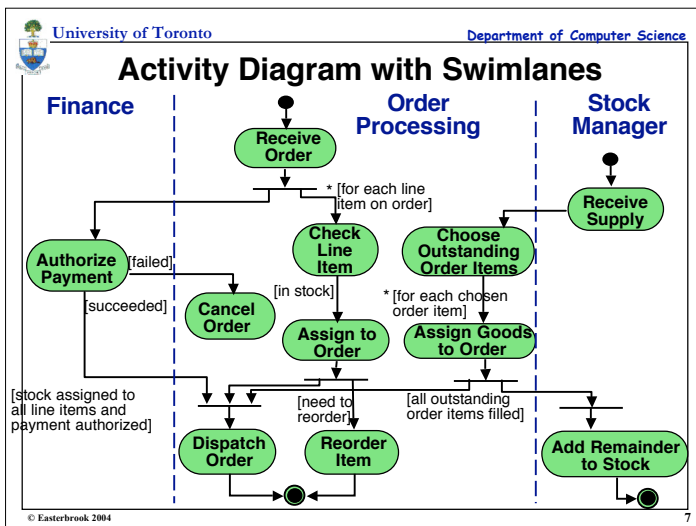 University of Toronto
Department of Computer Science
Activity Diagram with Swimlanes
Finance
Order
Processing
Stock
Manager
Receive
Order
* [for each line
item on order]
Receive
Supply
Authorize
Payment
[failed]
[succeeded]
Cancel
Order
Check
Line
Item
[in stock]
Choose
Outstanding
Order Items
* [for each chosen
order item]
Assign to
Order
Assign Goods
to Order
[stock assigned to
all line items and
payment authorized]
[need to
reorder]
[all outstanding
order items filled]
Dispatch
Order
Reorder
Item
Add Remainder
to Stock
© Easterbrook 2004
7